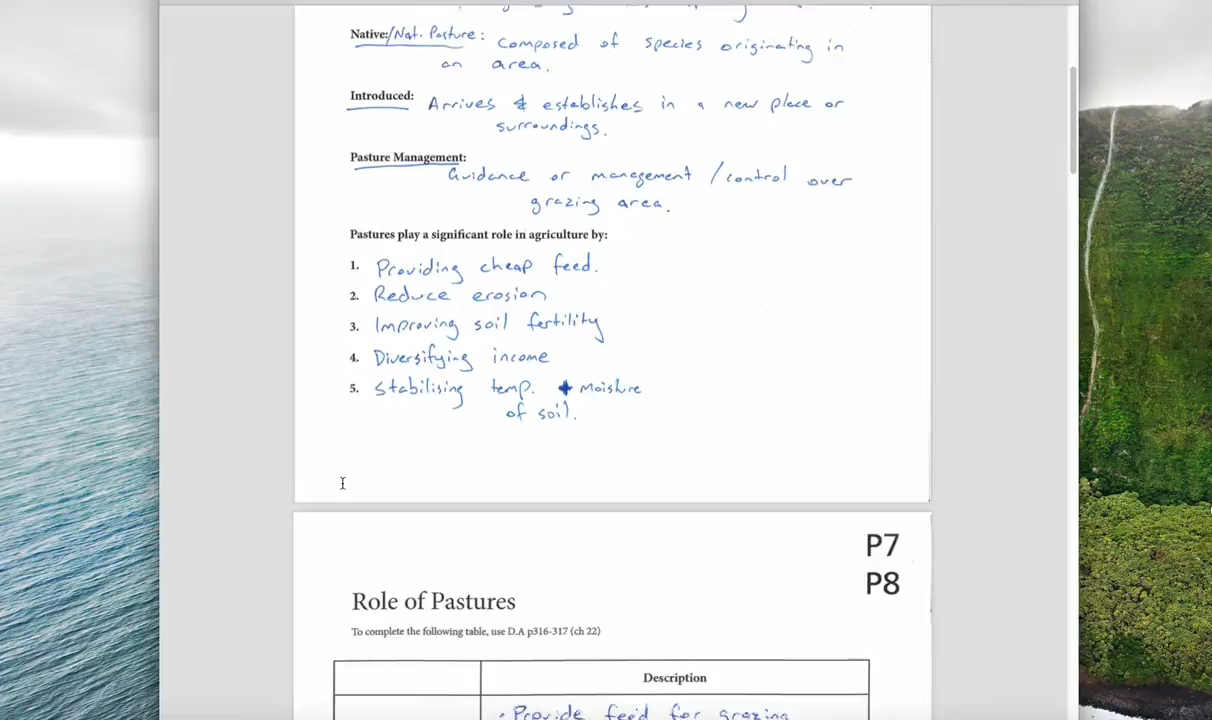 Native:/Nat. Pasture: Composed of species originating in
an area.
Introduced: Arrives & establishes in a new place or
surroundings.
Pasture Management:
Guidance or management / control over
grazing area.
Pastures play a significant role in agriculture by:
1. Providing cheap feed.
2. Reduce erosion
3. Improving soil fertility
4. Diversifying income
5. Stabilising temp. + Moisture
of soil.
P7
P8
Role of Pastures
To complete the following table, use D.A p316-317 (ch 22)
Description
• Provide feed for grazing